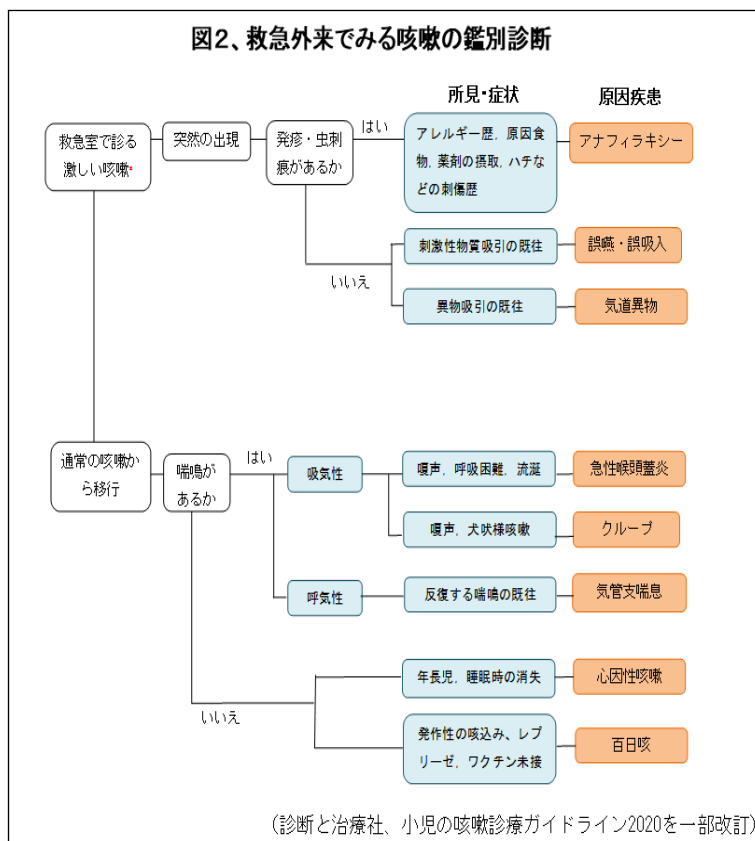 図2、救急外来でみる咳嗽の鑑別診断
所見・症状
原因疾患
救急室で診る
激しい咳嗽*
突然の出現
発疹・虫刺
痕があるか
はい
アレルギー歴，原因食
物，薬剤の摂取，ハチな
どの刺傷歴
アナフィラキシー
いいえ
刺激性物質吸引の既往
誤嚥・誤吸入
異物吸引の既往
気道異物
通常の咳嗽か
ら移行
喘鳴が
あるか
はい
吸気性
嗄声，呼吸困難，流涎
急性喉頭蓋炎
嗄声，犬吠様咳嗽
クループ
呼気性
反復する喘鳴の既往
気管支喘息
いいえ
年長児，睡眠時の消失
心因性咳嗽
発作性の咳込み、レプ
リーゼ，ワクチン未接
百日咳
(診断と治療社、小児の咳嗽診療ガイドライン2020を一部改訂)